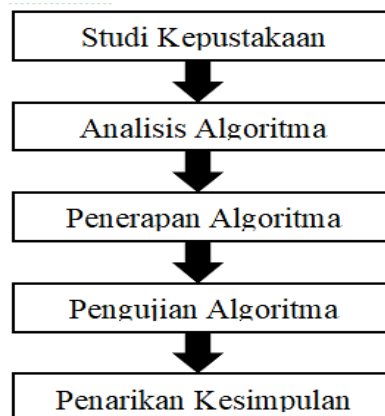 Studi Kepustakaan
Analisis Algoritma
Penerapan Algoritma
Pengujian Algoritma
Penarikan Kesimpulan